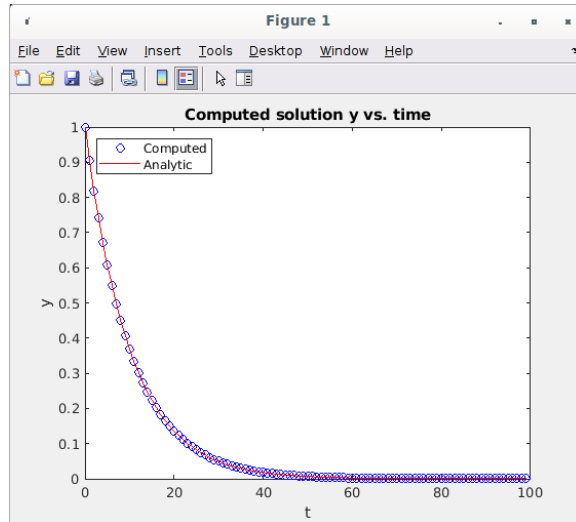 Figure 1
File Edit View Insert Tools Desktop Window Help
Computed solution y vs. time
Computed
Analytic
1
0.9
0.8
0.7
0.6
0.5
0.4
0.3
0.2
0.1
0
y
0 20 40 60 80 100
t